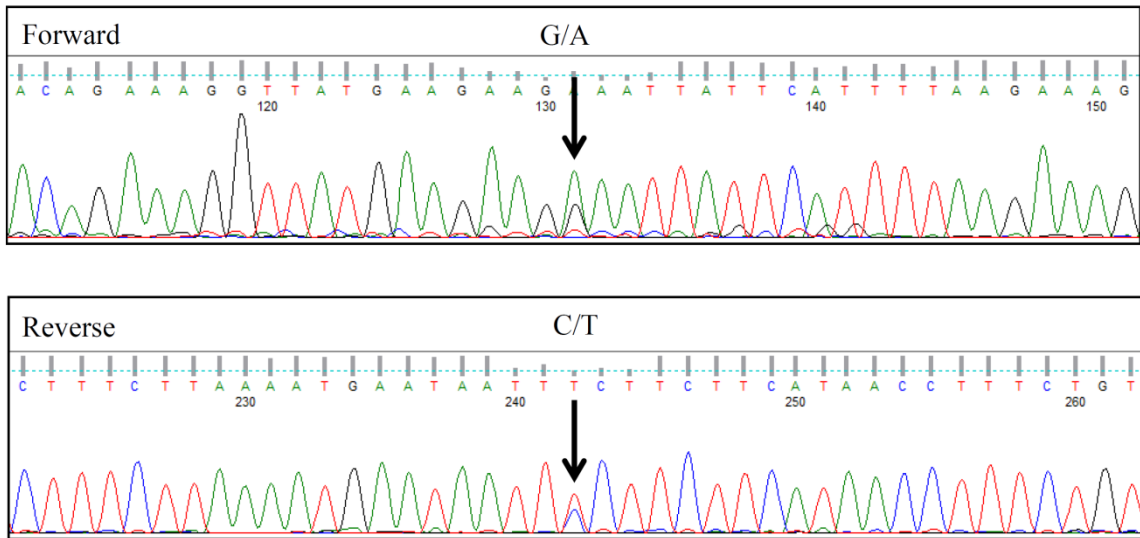 Forward
G/A
A C A G A A A G G T T A T G A A G A A G A A A T T A T T C A T T T T A A G A A A G
120 130 140 150
Reverse
C/T
C T T T C T T A A A A T G A A T A A T T T C T T C T T C A T A A C C T T T C T G T
230 240 250 260